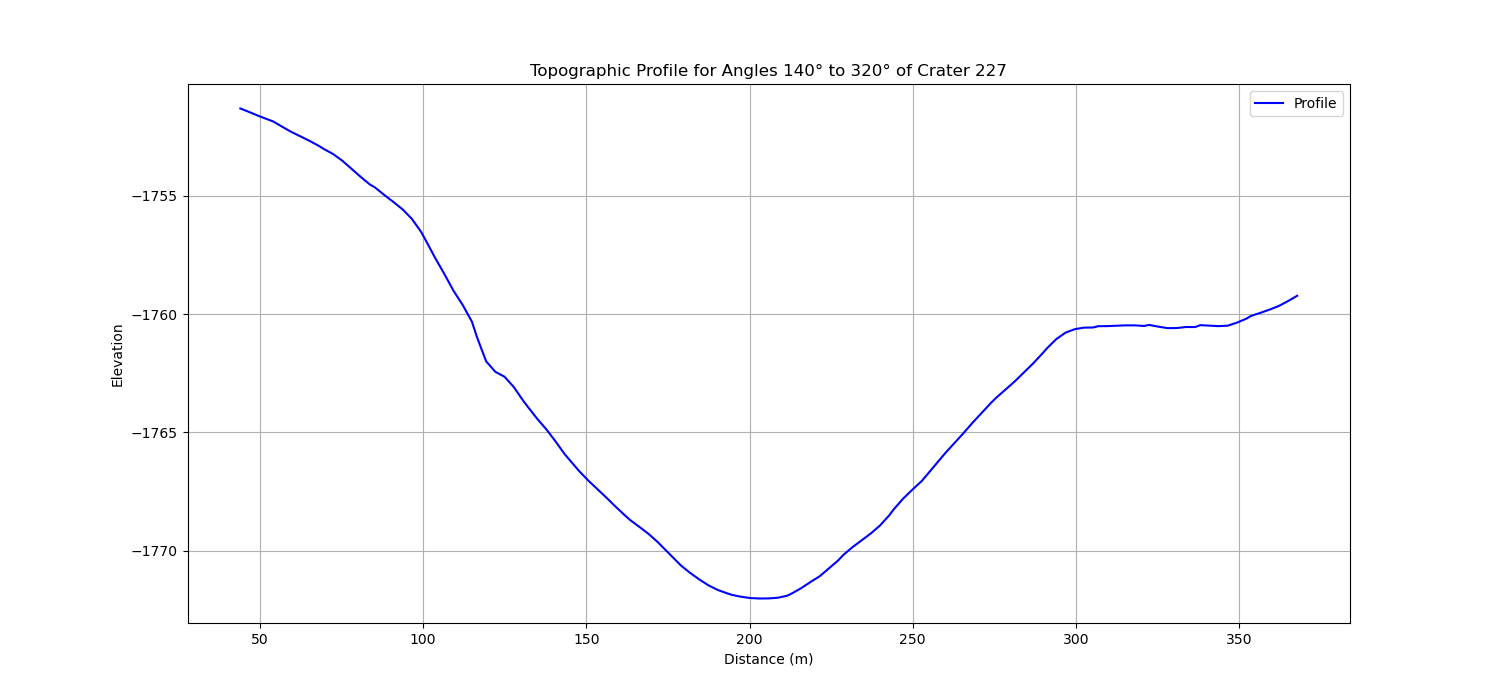 Topographic Profile for Angles 140° to 320° of Crater 227
Profile
−1755
−1760
−1765
−1770
Elevation
50 100 150 200 250 300 350
Distance (m)